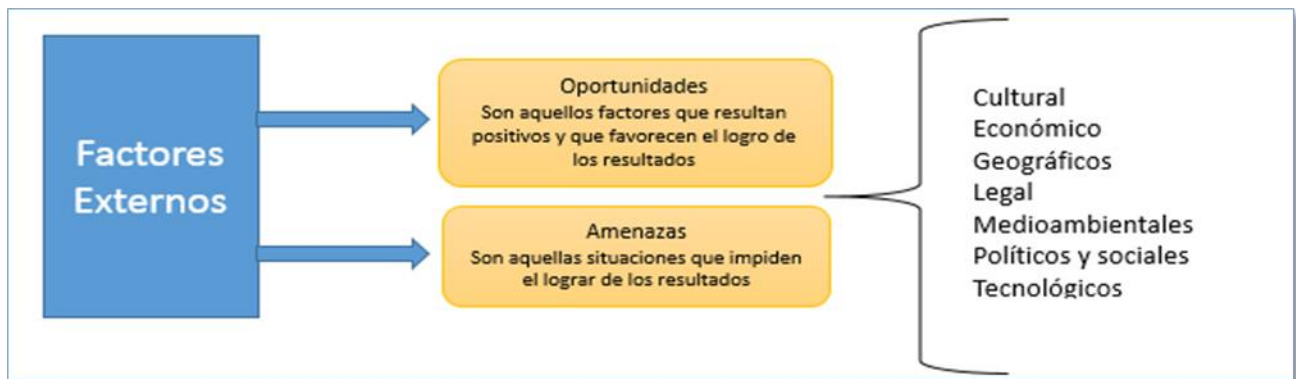 Factores
Externos
Oportunidades
Son aquellos factores que resultan
positivos y que favorecen el logro de
los resultados
Amenazas
Son aquellas situaciones que impiden
el lograr de los resultados
Cultural
Económico
Geográficos
Legal
Medioambientales
Políticos y sociales
Tecnológicos